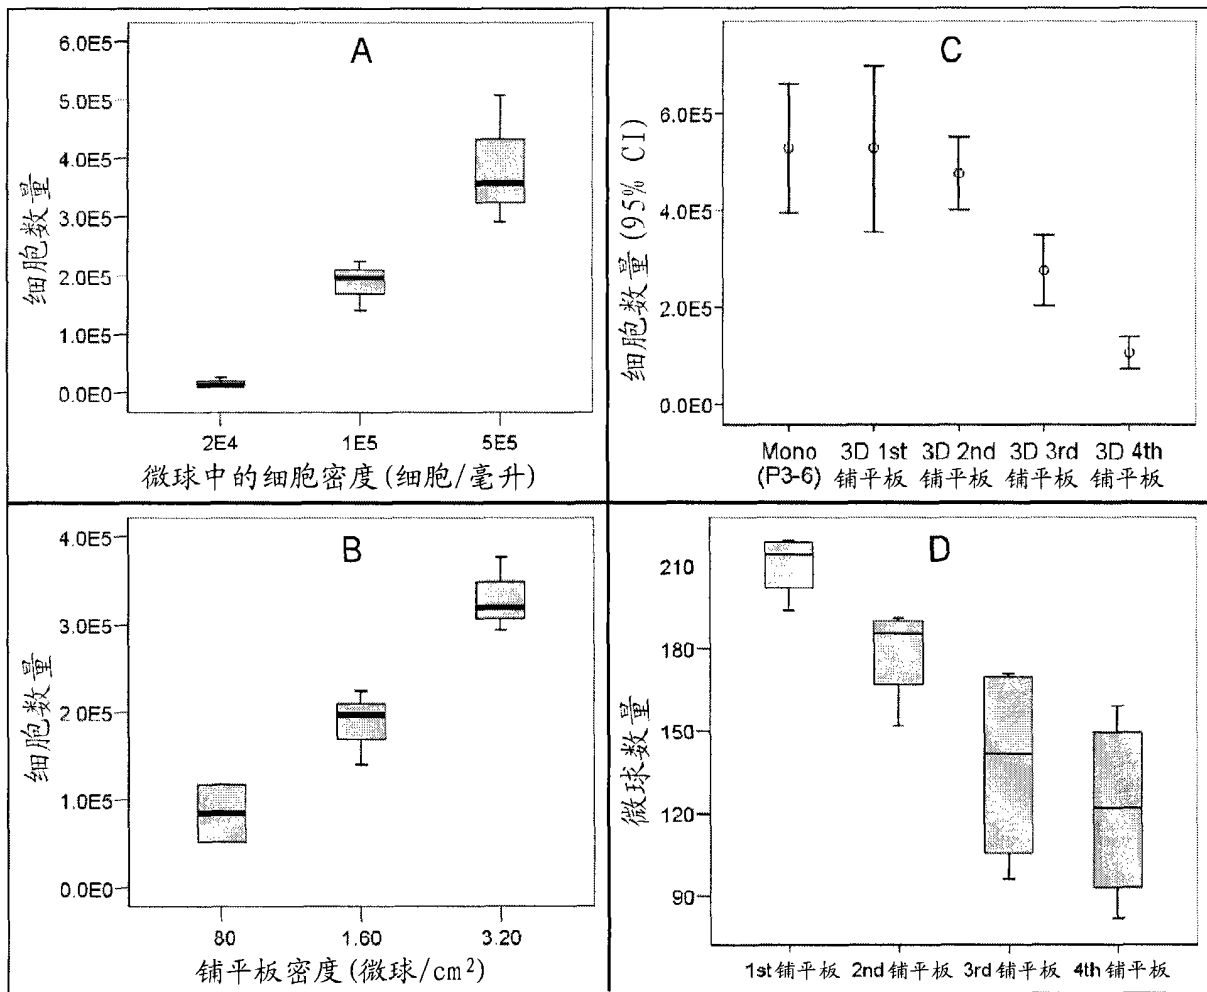 A
6.0E5
5.0E5
4.0E5
3.0E5
2.0E5
1.0E5
0.0E0
细胞数量
2E4 1E5 5E5
微球中的细胞密度(细胞/毫升)
C
6.0E5
4.0E5
2.0E5
0.0E0
细胞数量(95% CI)
Mono 3D 1st 3D 2nd 3D 3rd 3D 4th
(P3-6) 铺平板 铺平板 铺平板 铺平板
B
4.0E5
3.0E5
2.0E5
1.0E5
0.0E0
细胞数量
80 1.60 3.20
铺平板密度(微球/cm²)
D
210
180
150
120
90
微球数量
1st铺平板 2nd铺平板 3rd铺平板 4th铺平板